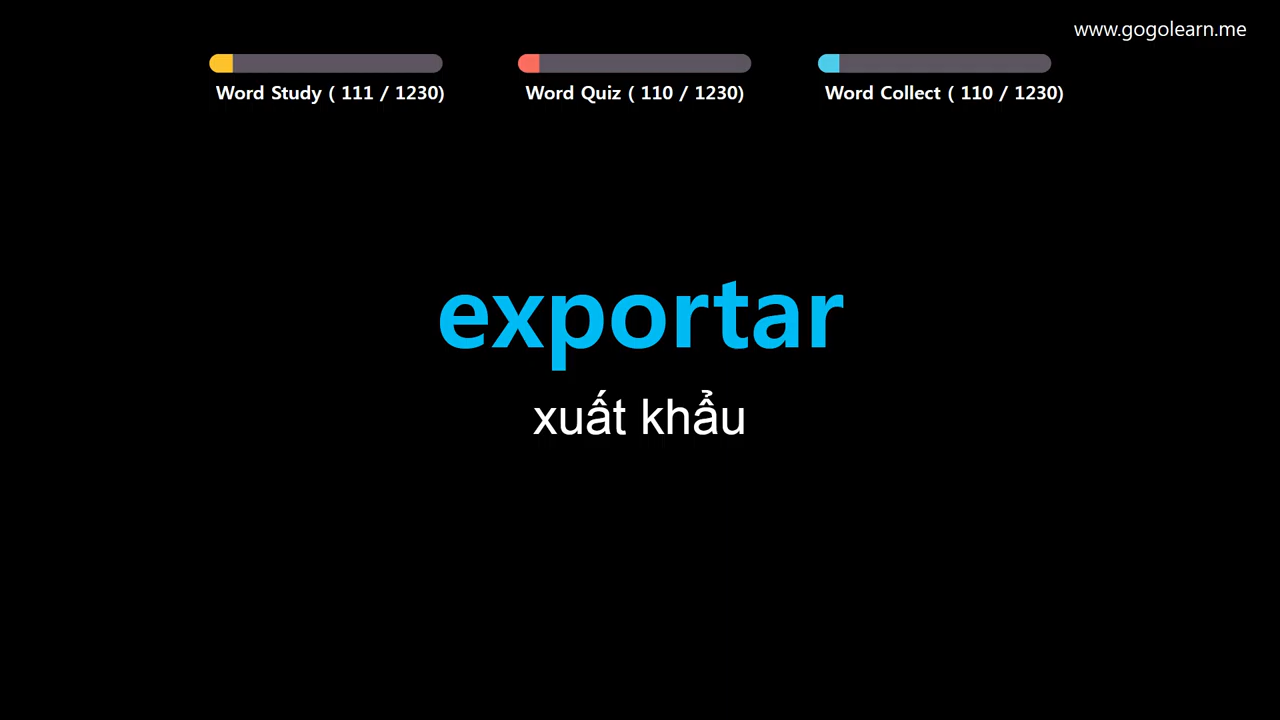 www.gogolearn.me
Word Study ( 111 / 1230)
Word Quiz ( 110 / 1230)
Word Collect ( 110 / 1230)
exportar
xuất khẩu